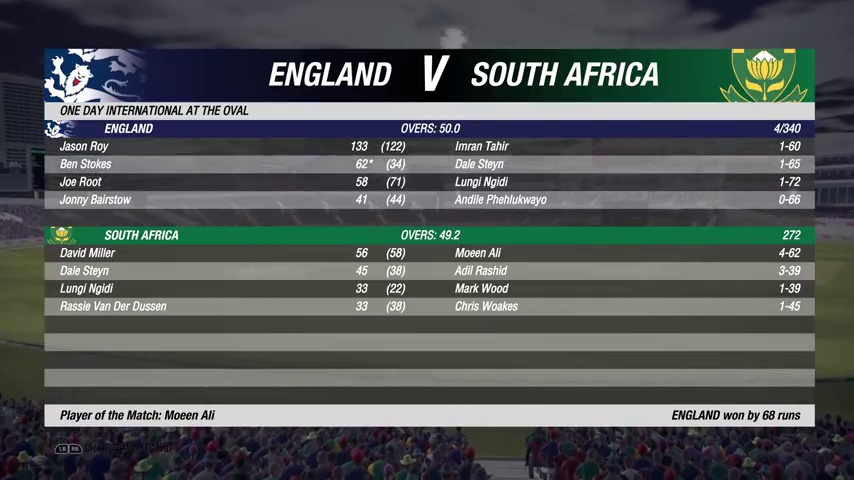 ENGLAND V SOUTH AFRICA
ONE DAY INTERNATIONAL AT THE OVAL
ENGLAND OVERS: 50.0 4/340
Jason Roy 133 (122) Imran Tahir 1-60
Ben Stokes 62* (34) Dale Steyn 1-65
Joe Root 58 (71) Lungi Ngidi 1-72
Jonny Bairstow 41 (44) Andile Phehlukwayo 0-66
SOUTH AFRICA OVERS: 49.2 272
David Miller 56 (58) Moeen Ali 4-62
Dale Steyn 45 (38) Adil Rashid 3-39
Lungi Ngidi 33 (22) Mark Wood 1-39
Rassie Van Der Dussen 33 (38) Chris Woakes 1-45
Player of the Match: Moeen Ali ENGLAND won by 68 runs
LB RB